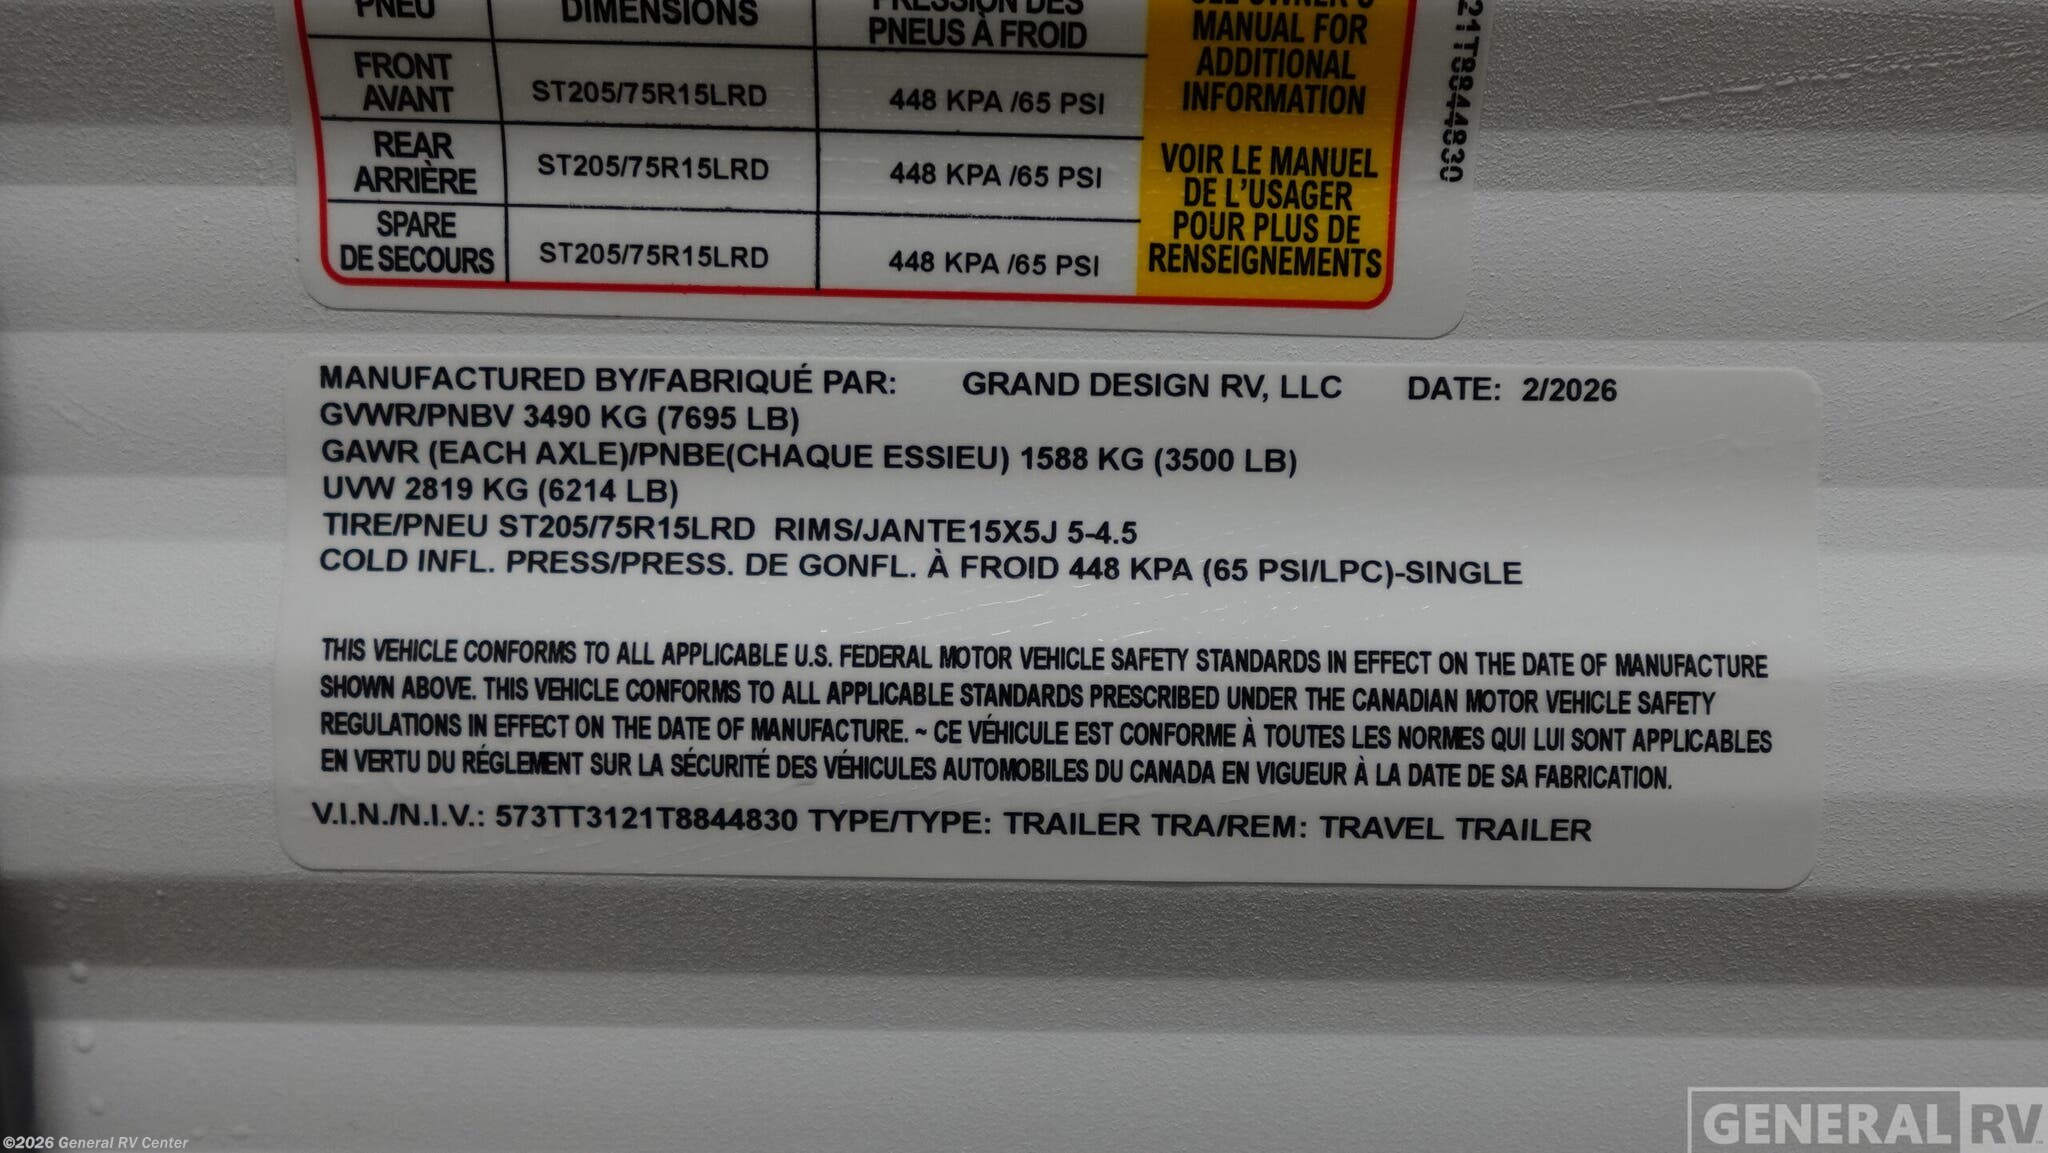 PNEU DIMENSIONS PRESSION DES PNEUS À FROID
SEE OWNER'S
MANUAL FOR
ADDITIONAL
INFORMATION
FRONT
AVANT
ST205/75R15LRD 448 KPA /65 PSI
REAR
ARRIÈRE
ST205/75R15LRD 448 KPA /65 PSI
SPARE
DE SECOURS
ST205/75R15LRD 448 KPA /65 PSI
VOIR LE MANUEL
DE L'USAGER
POUR PLUS DE
RENSEIGNEMENTS
21T8844830
MANUFACTURED BY/FABRIQUÉ PAR: GRAND DESIGN RV, LLC DATE: 2/2026
GVWR/PNBV 3490 KG (7695 LB)
GAWR (EACH AXLE)/PNBE(CHAQUE ESSIEU) 1588 KG (3500 LB)
UVW 2819 KG (6214 LB)
TIRE/PNEU ST205/75R15LRD RIMS/JANTE15X5J 5-4.5
COLD INFL. PRESS/PRESS. DE GONFL. À FROID 448 KPA (65 PSI/LPC)-SINGLE
THIS VEHICLE CONFORMS TO ALL APPLICABLE U.S. FEDERAL MOTOR VEHICLE SAFETY STANDARDS IN EFFECT ON THE DATE OF MANUFACTURE
SHOWN ABOVE. THIS VEHICLE CONFORMS TO ALL APPLICABLE STANDARDS PRESCRIBED UNDER THE CANADIAN MOTOR VEHICLE SAFETY
REGULATIONS IN EFFECT ON THE DATE OF MANUFACTURE. ~ CE VÉHICULE EST CONFORME À TOUTES LES NORMES QUI LUI SONT APPLICABLES
EN VERTU DU RÉGLEMENT SUR LA SÉCURITÉ DES VÉHICULES AUTOMOBILES DU CANADA EN VIGUEUR À LA DATE DE SA FABRICATION.
V.I.N./N.I.V.: 573TT3121T8844830 TYPE/TYPE: TRAILER TRA/REM: TRAVEL TRAILER
©2026 General RV Center
GENERAL RV